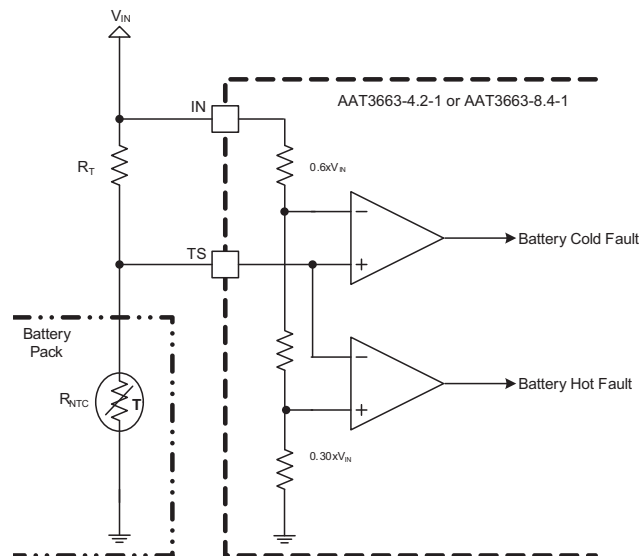 V_IN
AAT3663-4.2-1 or AAT3663-8.4-1
IN
R_T
0.6xV_IN
−
Battery Cold Fault
TS
+
Battery
Pack
−
Battery Hot Fault
R_NTC
T
+
0.30xV_IN